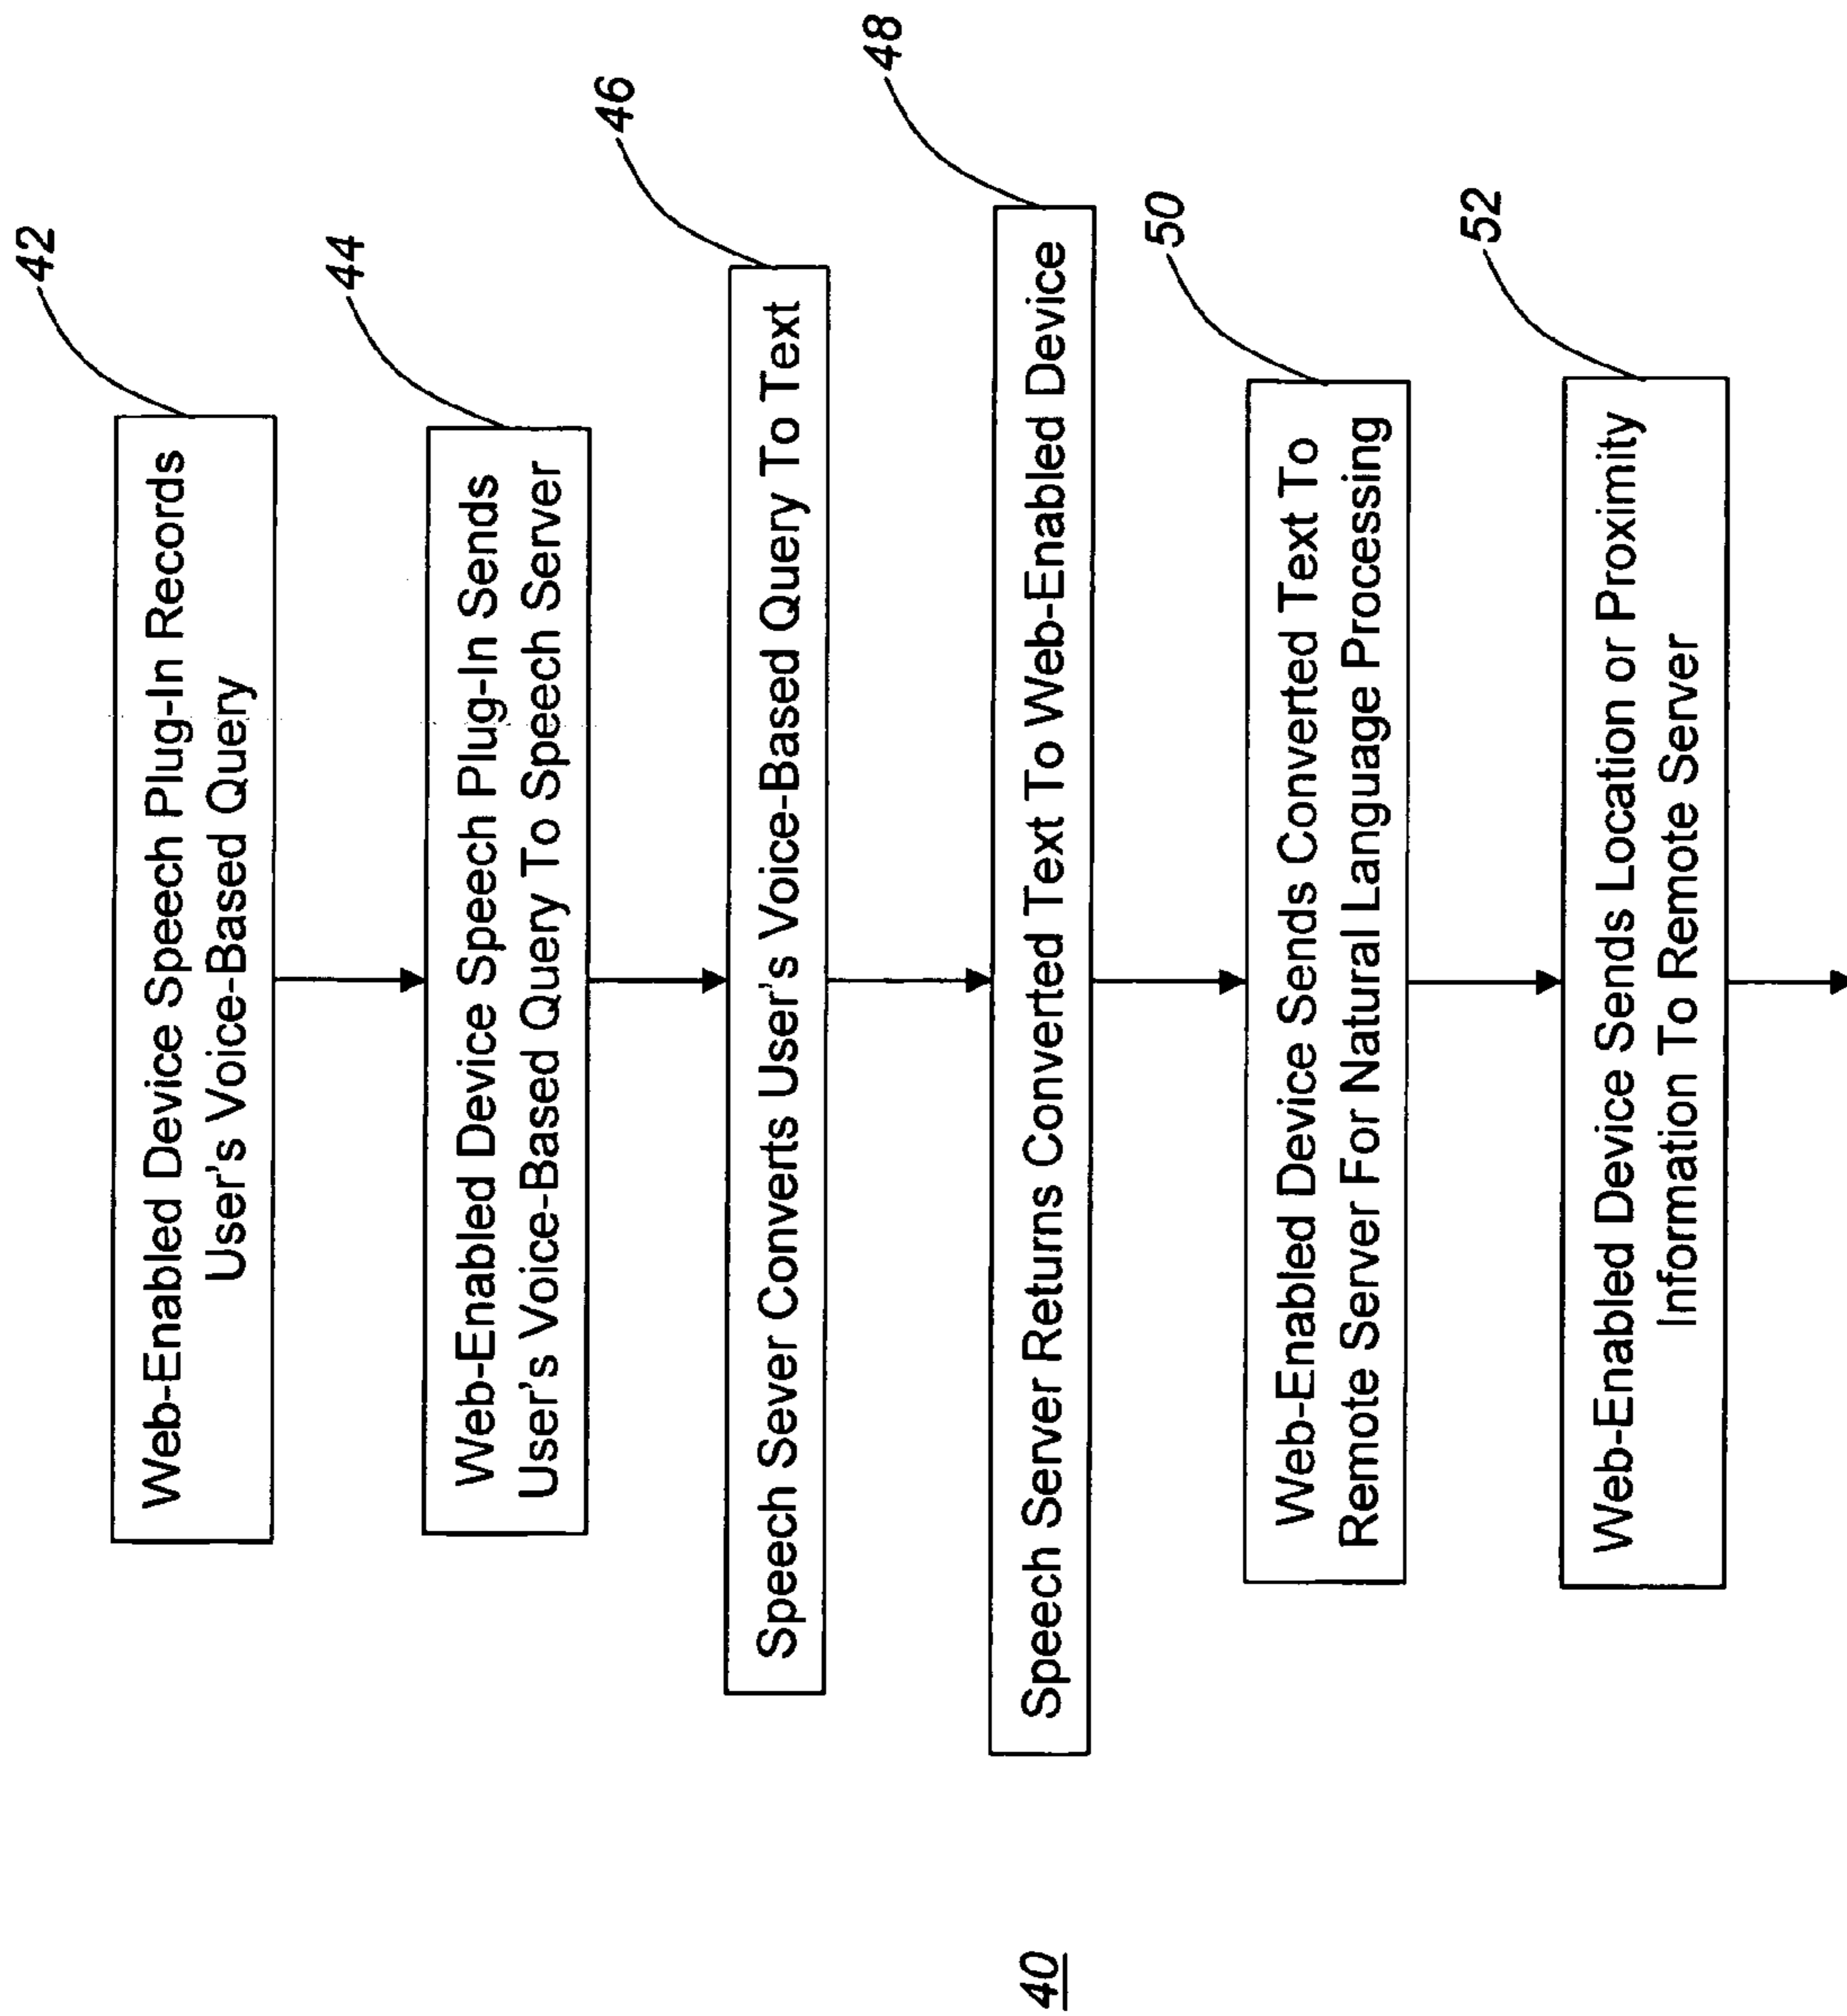 42
Web-Enabled Device Speech Plug-In Records
User's Voice-Based Query
44
Web-Enabled Device Speech Plug-In Sends
User's Voice-Based Query To Speech Server
46
Speech Sever Converts User's Voice-Based Query To Text
48
Speech Server Returns Converted Text To Web-Enabled Device
50
Web-Enabled Device Sends Converted Text To
Remote Server For Natural Language Processing
52
Web-Enabled Device Sends Location or Proximity
Information To Remote Server
40